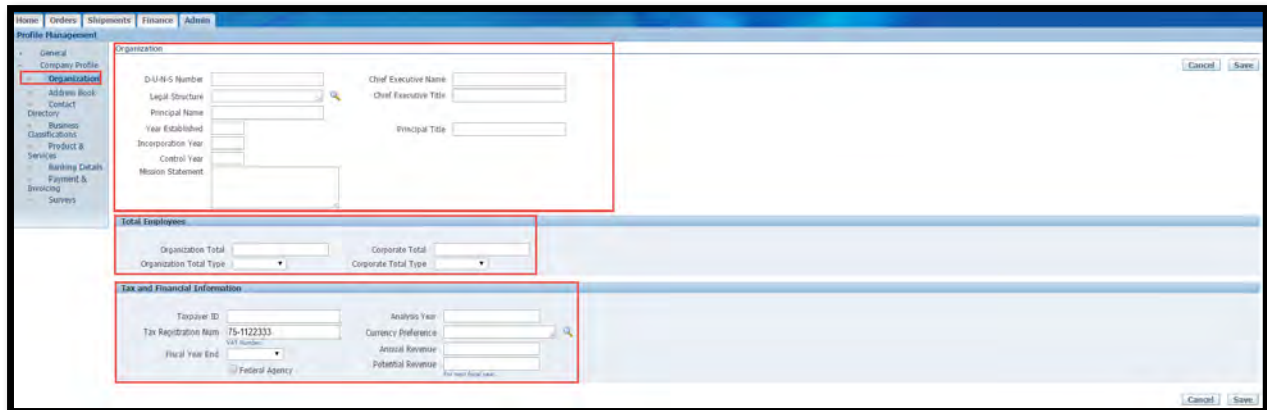 Home Orders Shipments Finance Admin
Profile Management
General
Company Profile
Organization
Address Book
Contact
Directory
Business
Classifications
Product &
Services
Banking Details
Payment &
Invoicing
Surveys
Organization
Cancel Save
D-U-N-S Number
Chief Executive Name
Legal Structure
Chief Executive Title
Principal Name
Year Established
Principal Title
Incorporation Year
Control Year
Mission Statement
Total Employees
Organization Total
Corporate Total
Organization Total Type
Corporate Total Type
Tax and Financial Information
Taxpayer ID
Analysis Year
Tax Registration Num 75-1122333
Currency Preference
VAT Number.
Fiscal Year End
Annual Revenue
Federal Agency
Potential Revenue
For next fiscal year.
Cancel Save